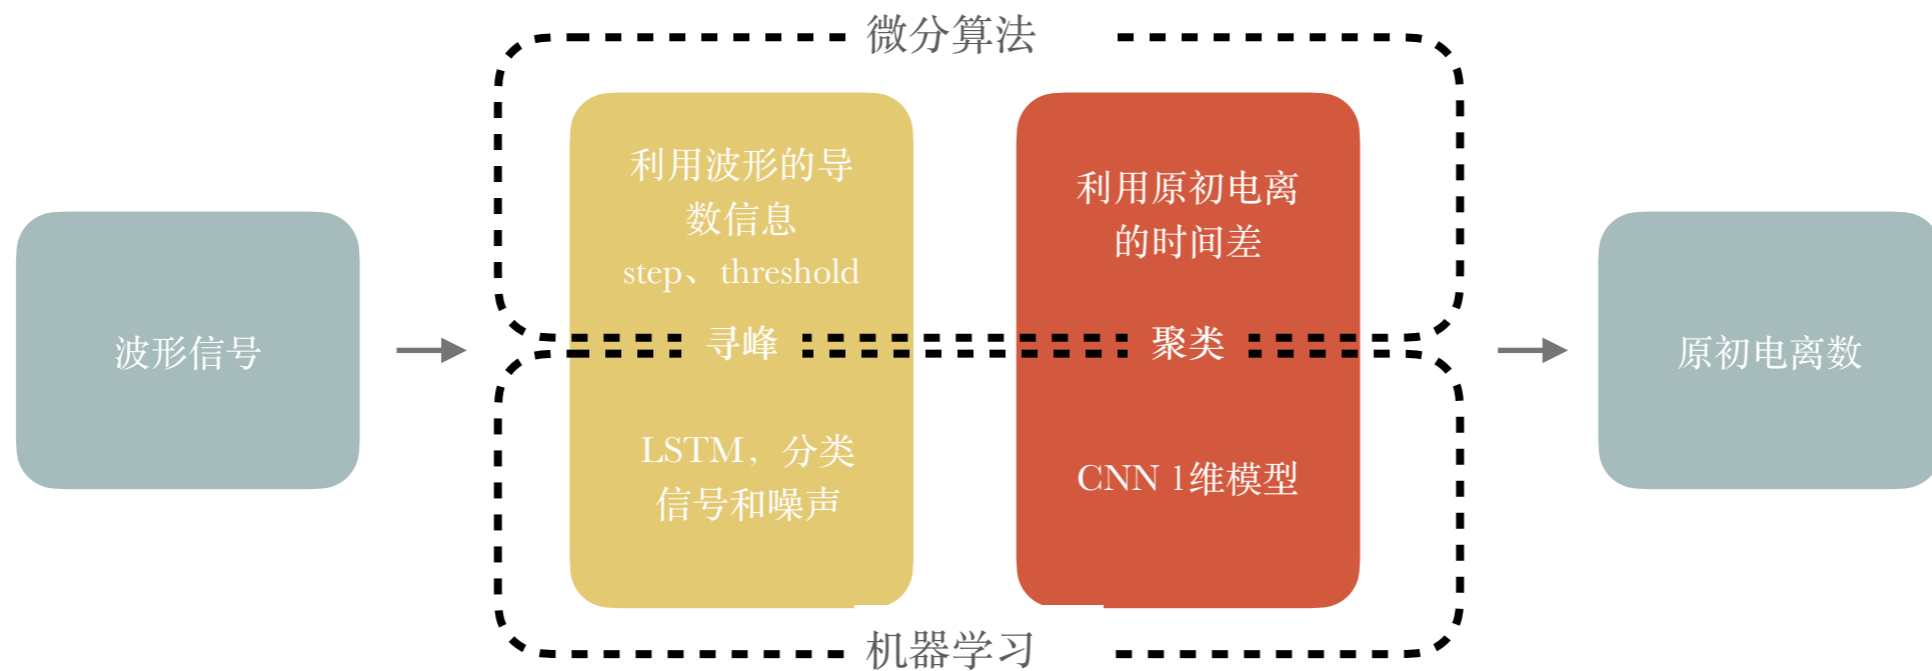 微分算法
波形信号
利用波形的导
数信息
step、threshold
寻峰
LSTM，分类
信号和噪声
利用原初电离
的时间差
聚类
CNN 1维模型
原初电离数
机器学习